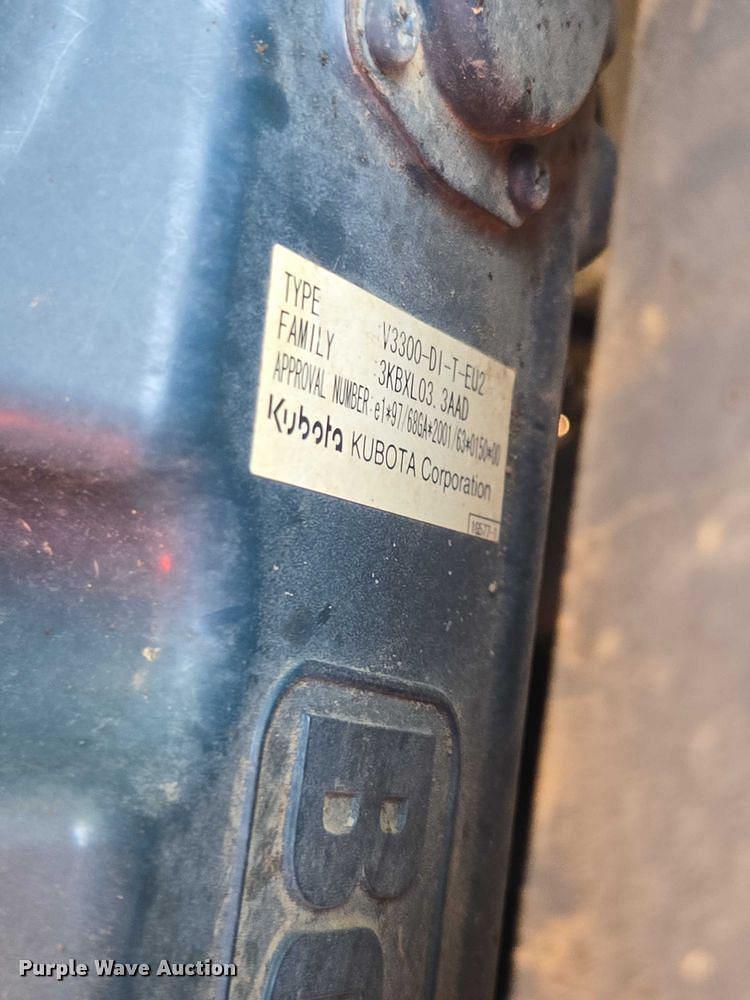 TYPE :V3300-DI-T-EU2
FAMILY :3KBXL03.3AAD
APPROVAL NUMBER:e1*97/68GA*2001/63*0150*00
Kubota KUBOTA Corporation
B
Purple Wave Auction